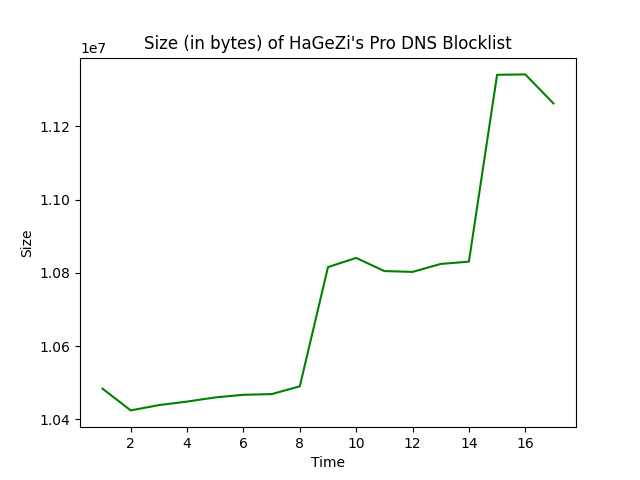 Size (in bytes) of HaGeZi's Pro DNS Blocklist
1e7
1.12
1.10
1.08
1.06
1.04
Size
2 4 6 8 10 12 14 16
Time